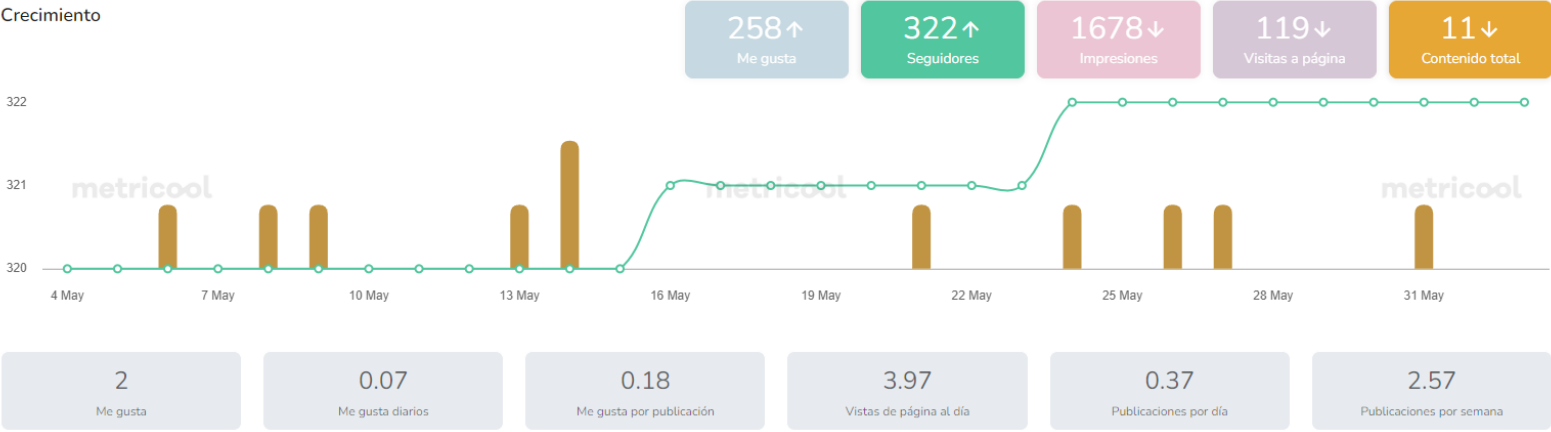 Crecimiento
258 322 1678 119 11
Me gusta Seguidores Impresiones Visitas a página Contenido total
322
metricool metricool metricool
321
320
4 May 7 May 10 May 13 May 16 May 19 May 22 May 25 May 28 May 31 May
2 0.07 0.18 3.97 0.37 2.57
Me gusta Me gusta diarios Me gusta por publicación Vistas de página al día Publicaciones por día Publicaciones por semana